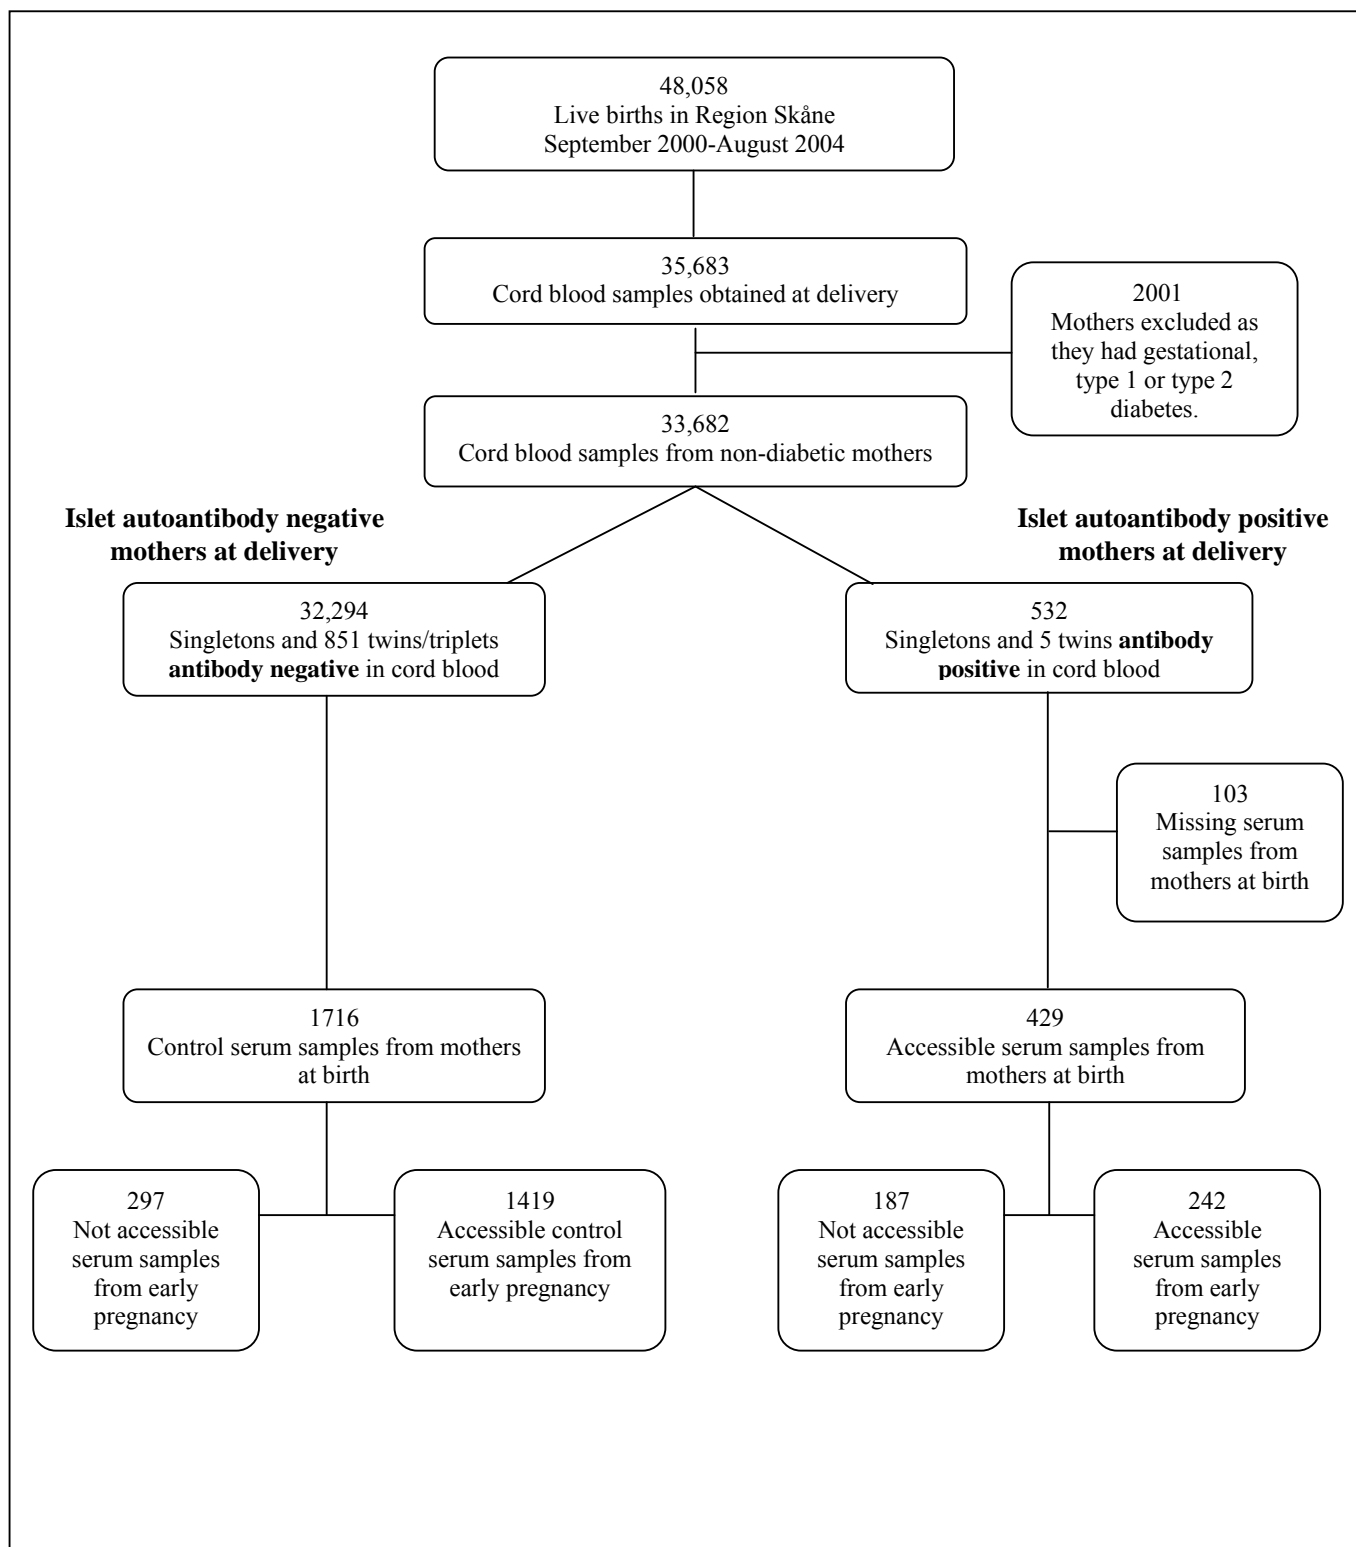 48,058
Live births in Region Skåne
September 2000-August 2004
35,683
Cord blood samples obtained at delivery
2001
Mothers excluded as
they had gestational,
type 1 or type 2
diabetes.
33,682
Cord blood samples from non-diabetic mothers
Islet autoantibody negative
mothers at delivery
Islet autoantibody positive
mothers at delivery
32,294
Singletons and 851 twins/triplets
antibody negative in cord blood
532
Singletons and 5 twins antibody
positive in cord blood
103
Missing serum
samples from
mothers at birth
1716
Control serum samples from mothers
at birth
429
Accessible serum samples from
mothers at birth
297
Not accessible
serum samples
from early
pregnancy
1419
Accessible control
serum samples from
early pregnancy
187
Not accessible
serum samples
from early
pregnancy
242
Accessible
serum samples
from early
pregnancy